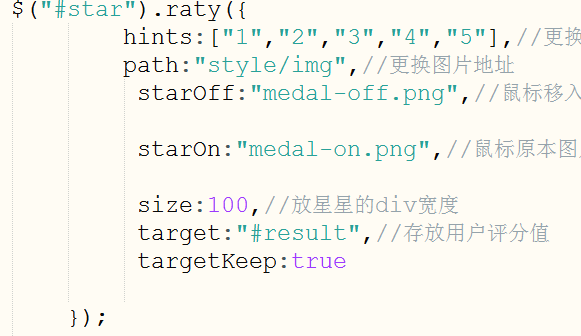 $("#star").raty({
hints:["1","2","3","4","5"],//更换
path:"style/img",//更换图片地址
starOff:"medal-off.png",//鼠标移入
starOn:"medal-on.png",//鼠标原本图
size:100,//放星星的div宽度
target:"#result",//存放用户评分值
targetKeep:true
});